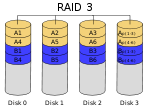 RAID 3
A1 A2 A3 Ap(1-3)
A4 A5 A6 Ap(4-6)
B1 B2 B3 Bp(1-3)
B4 B5 B6 Bp(4-6)
Disk 0 Disk 1 Disk 2 Disk 3